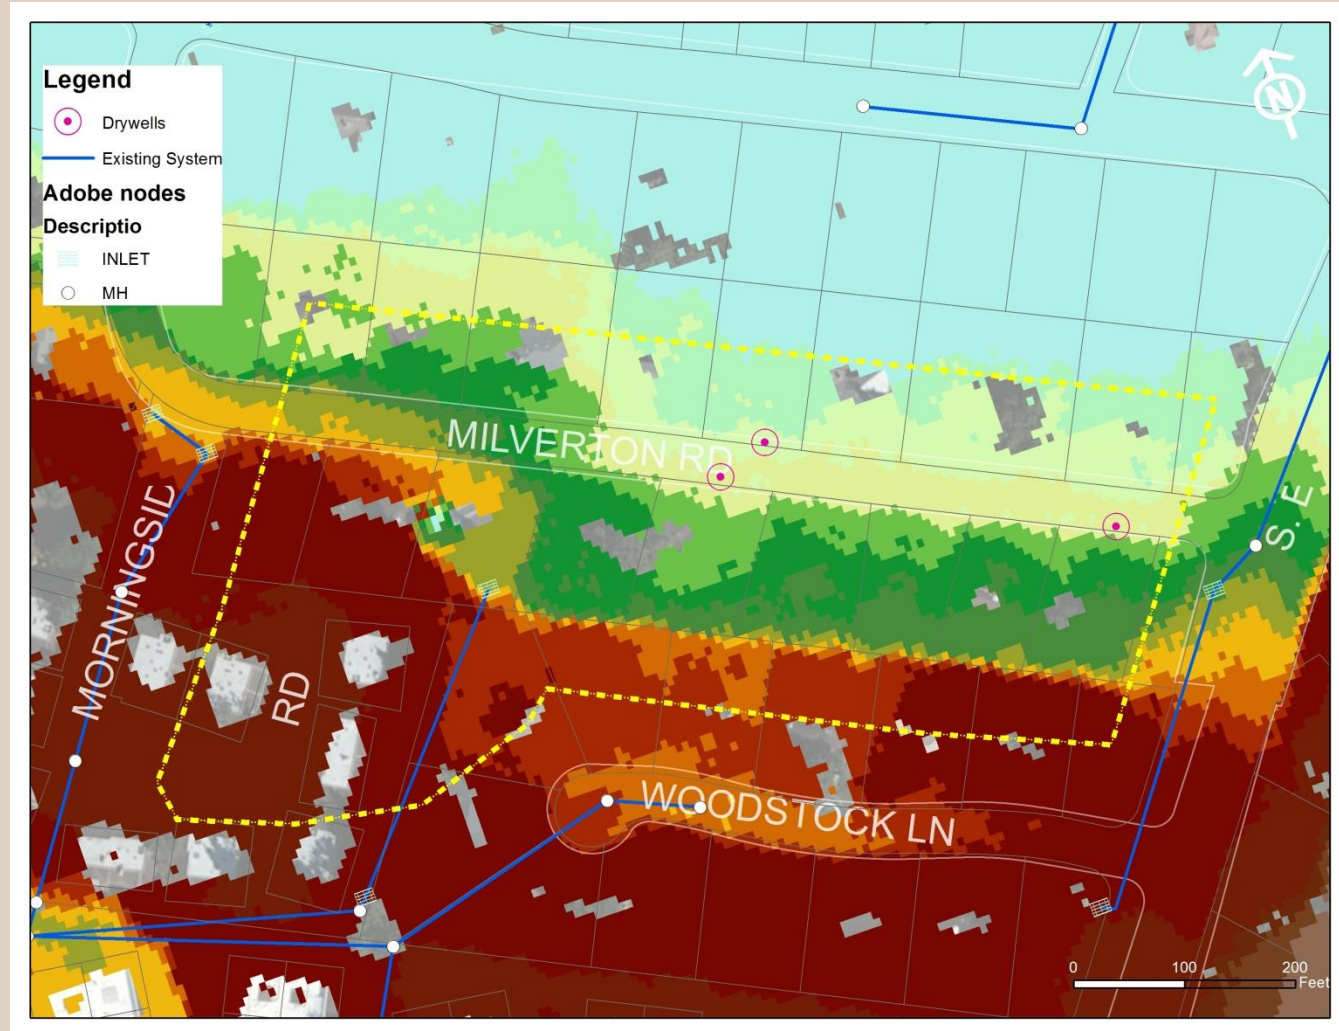 Legend
Drywells
Existing System
Adobe nodes
Descriptio
INLET
MH
N
MILVERTON RD
MORNINGSID
RD
S. E
WOODSTOCK LN
0 100 200
Feet